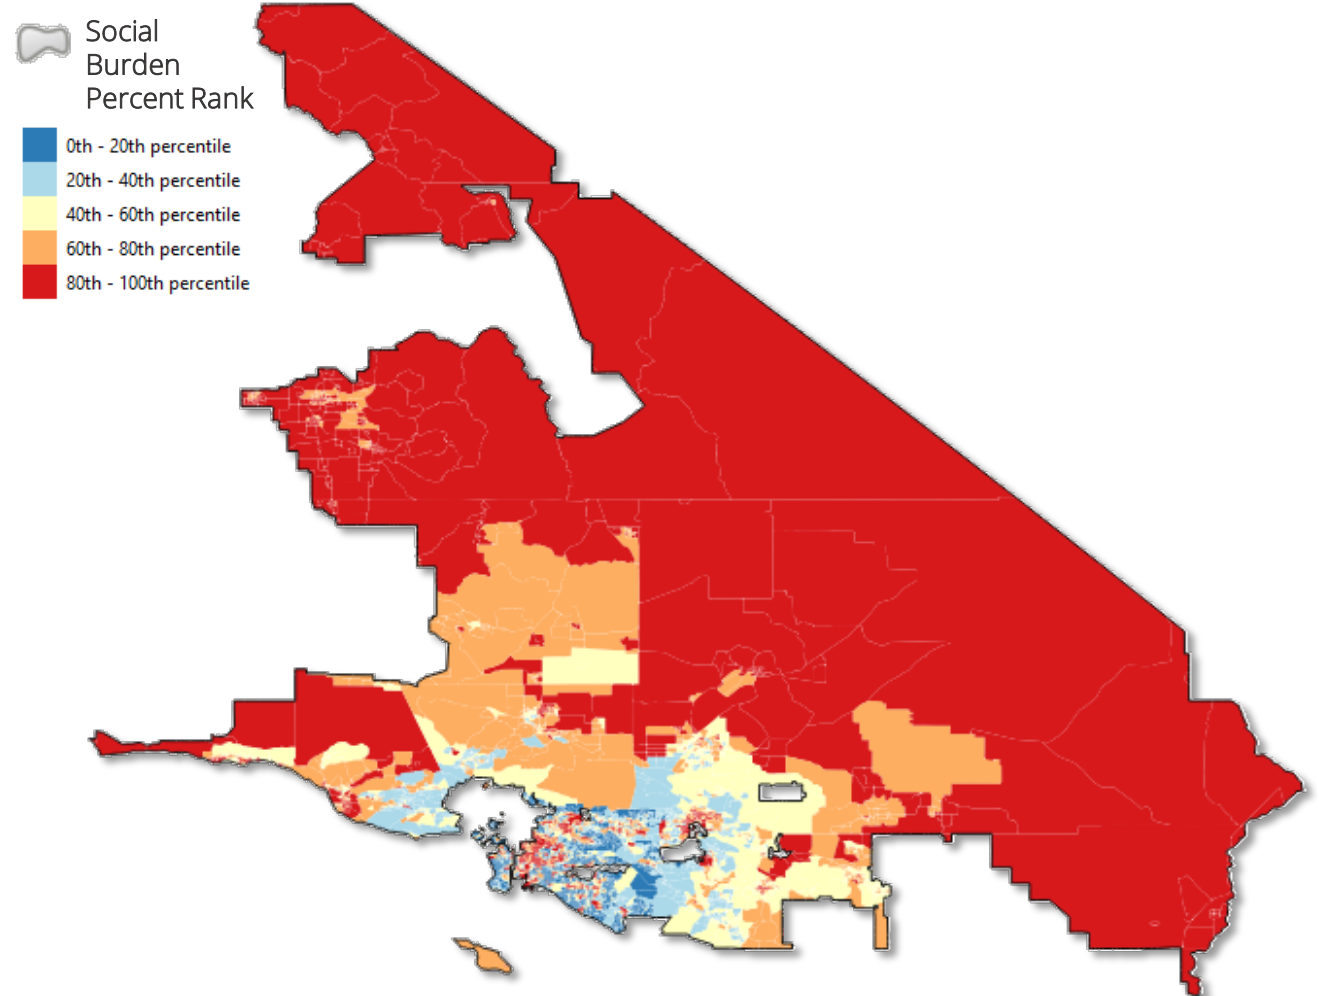 Social
Burden
Percent Rank
0th - 20th percentile
20th - 40th percentile
40th - 60th percentile
60th - 80th percentile
80th - 100th percentile